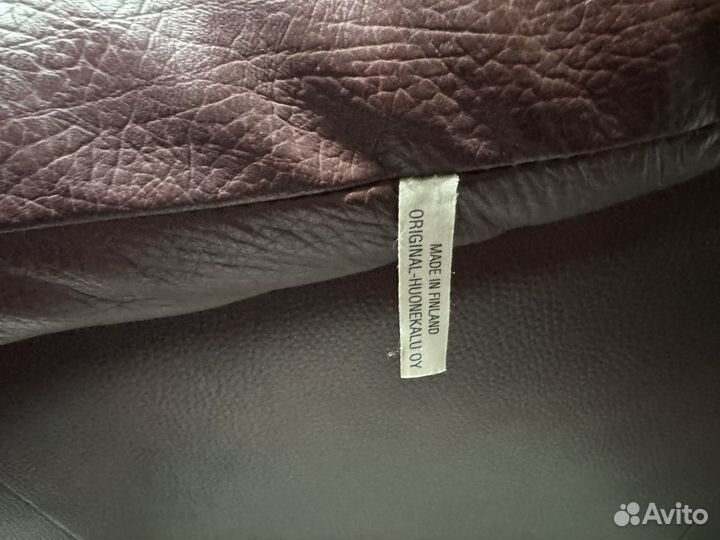 MADE IN FINLAND
ORIGINAL-HUONEKALU OY
Avito